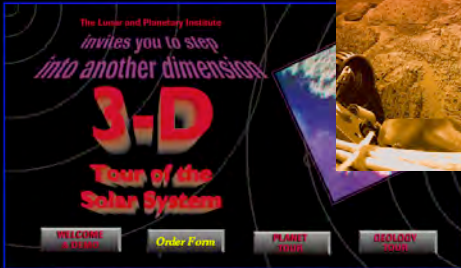 The Lunar and Planetary Institute
invites you to step
into another dimension
3-D
Tour of the
Solar System
WELCOME
Order Form
PLANET
TOUR
GEOLOGY
TOUR